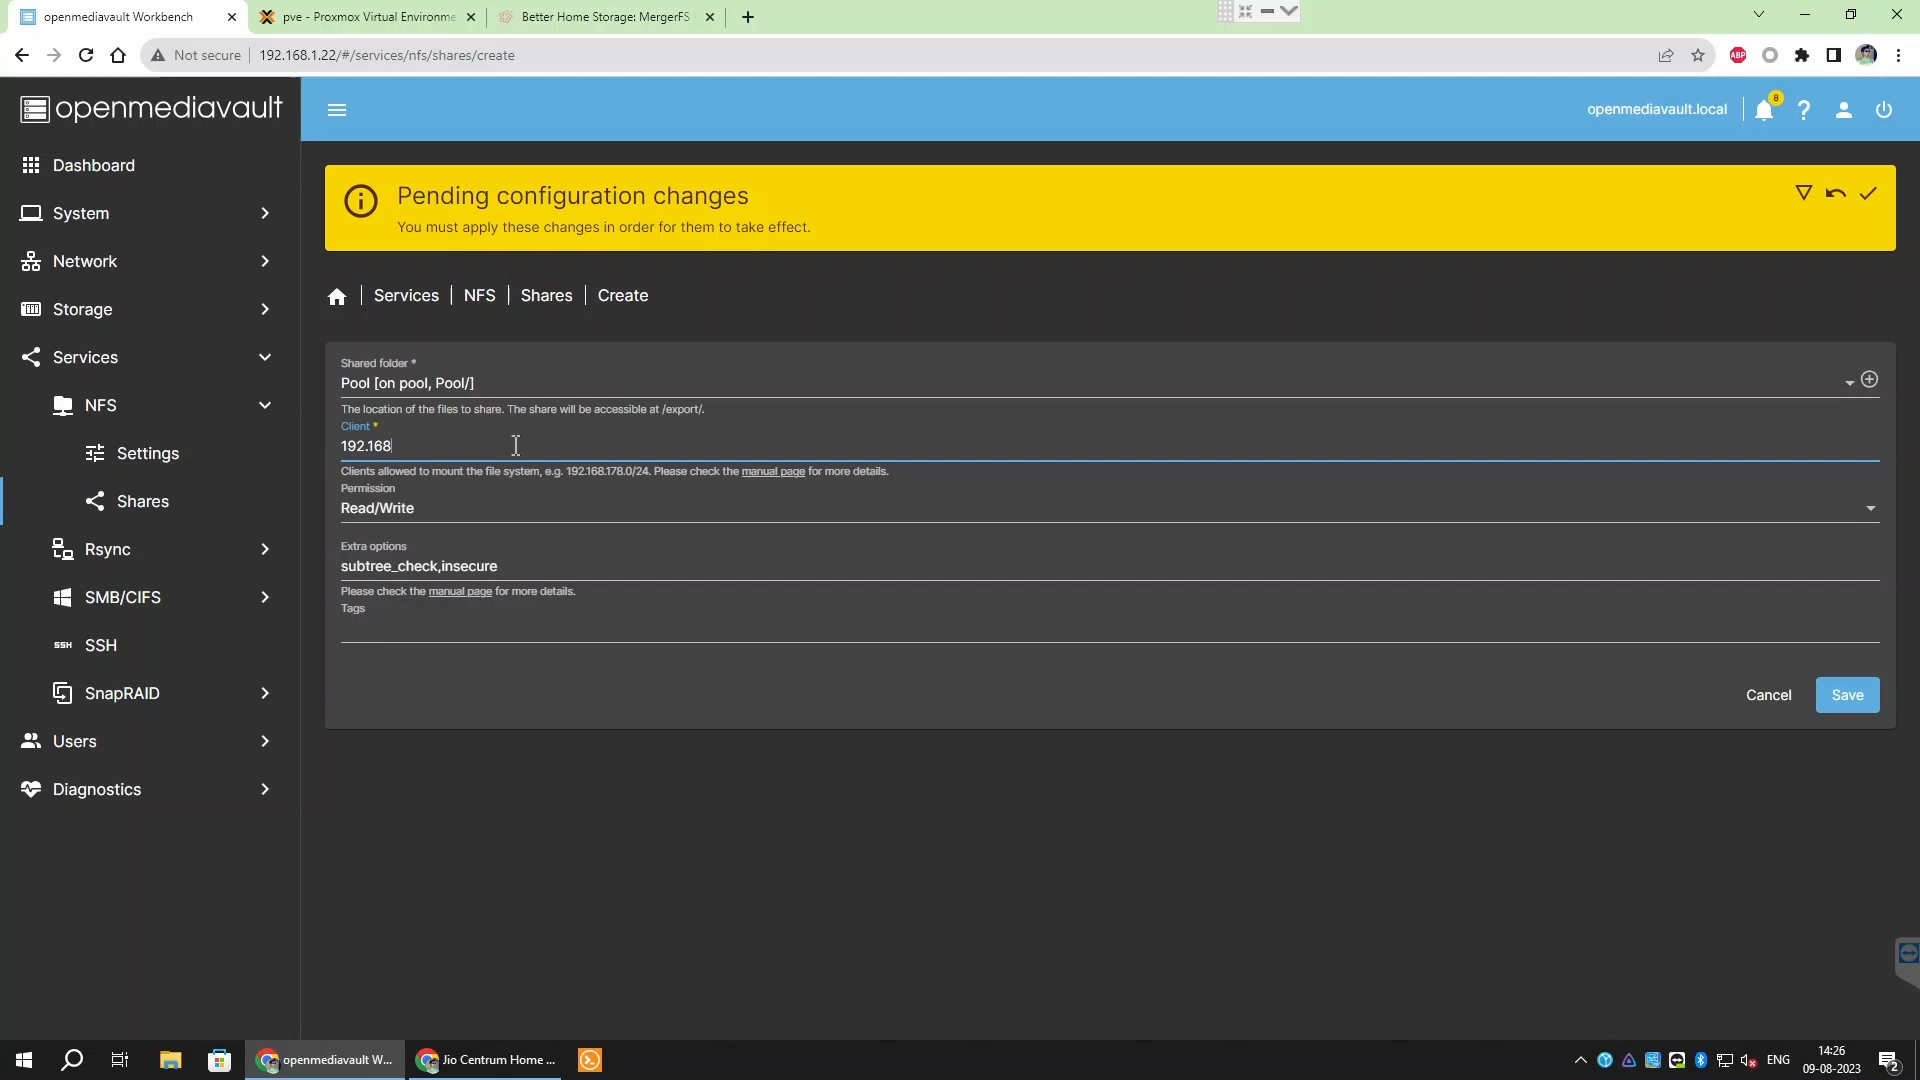 openmediavault Workbench
pve - Proxmox Virtual Environme
Better Home Storage: MergerFS
Not secure
192.168.1.22/#/services/nfs/shares/create
ABP
openmediavault
openmediavault.local
8
Dashboard
System
Network
Storage
Services
NFS
Settings
Shares
Rsync
SMB/CIFS
SSH SSH
SnapRAID
Users
Diagnostics
Pending configuration changes
You must apply these changes in order for them to take effect.
Services | NFS | Shares | Create
Shared folder *
Pool [on pool, Pool/]
The location of the files to share. The share will be accessible at /export/.
Client *
192.168
Clients allowed to mount the file system, e.g. 192.168.178.0/24. Please check the manual page for more details.
Permission
Read/Write
Extra options
subtree_check,insecure
Please check the manual page for more details.
Tags
Cancel
Save
openmediavault W...
Jio Centrum Home ...
ENG
14:26
09-08-2023
2